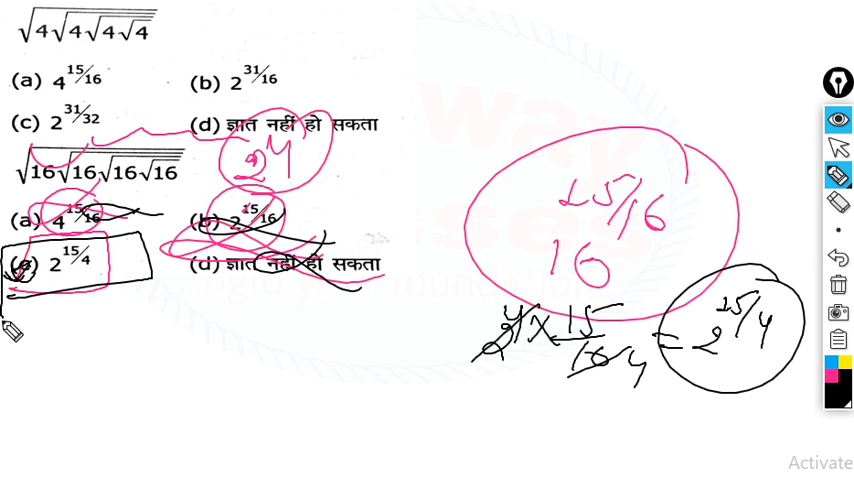 √4√4√4√4
(a) 4^15/16 (b) 2^31/16
(c) 2^31/32 (d) ज्ञात नहीं हो सकता
2^4
√16√16√16√16
(a) 4^15/16 (b) 2^15/16
(c) 2^15/4 (d) ज्ञात नहीं हो सकता
16^15/16
2^4 × 15/16 4 = 2^15/4
Activate